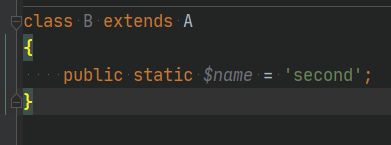 class B extends A
{
    public static $name = 'second';
}